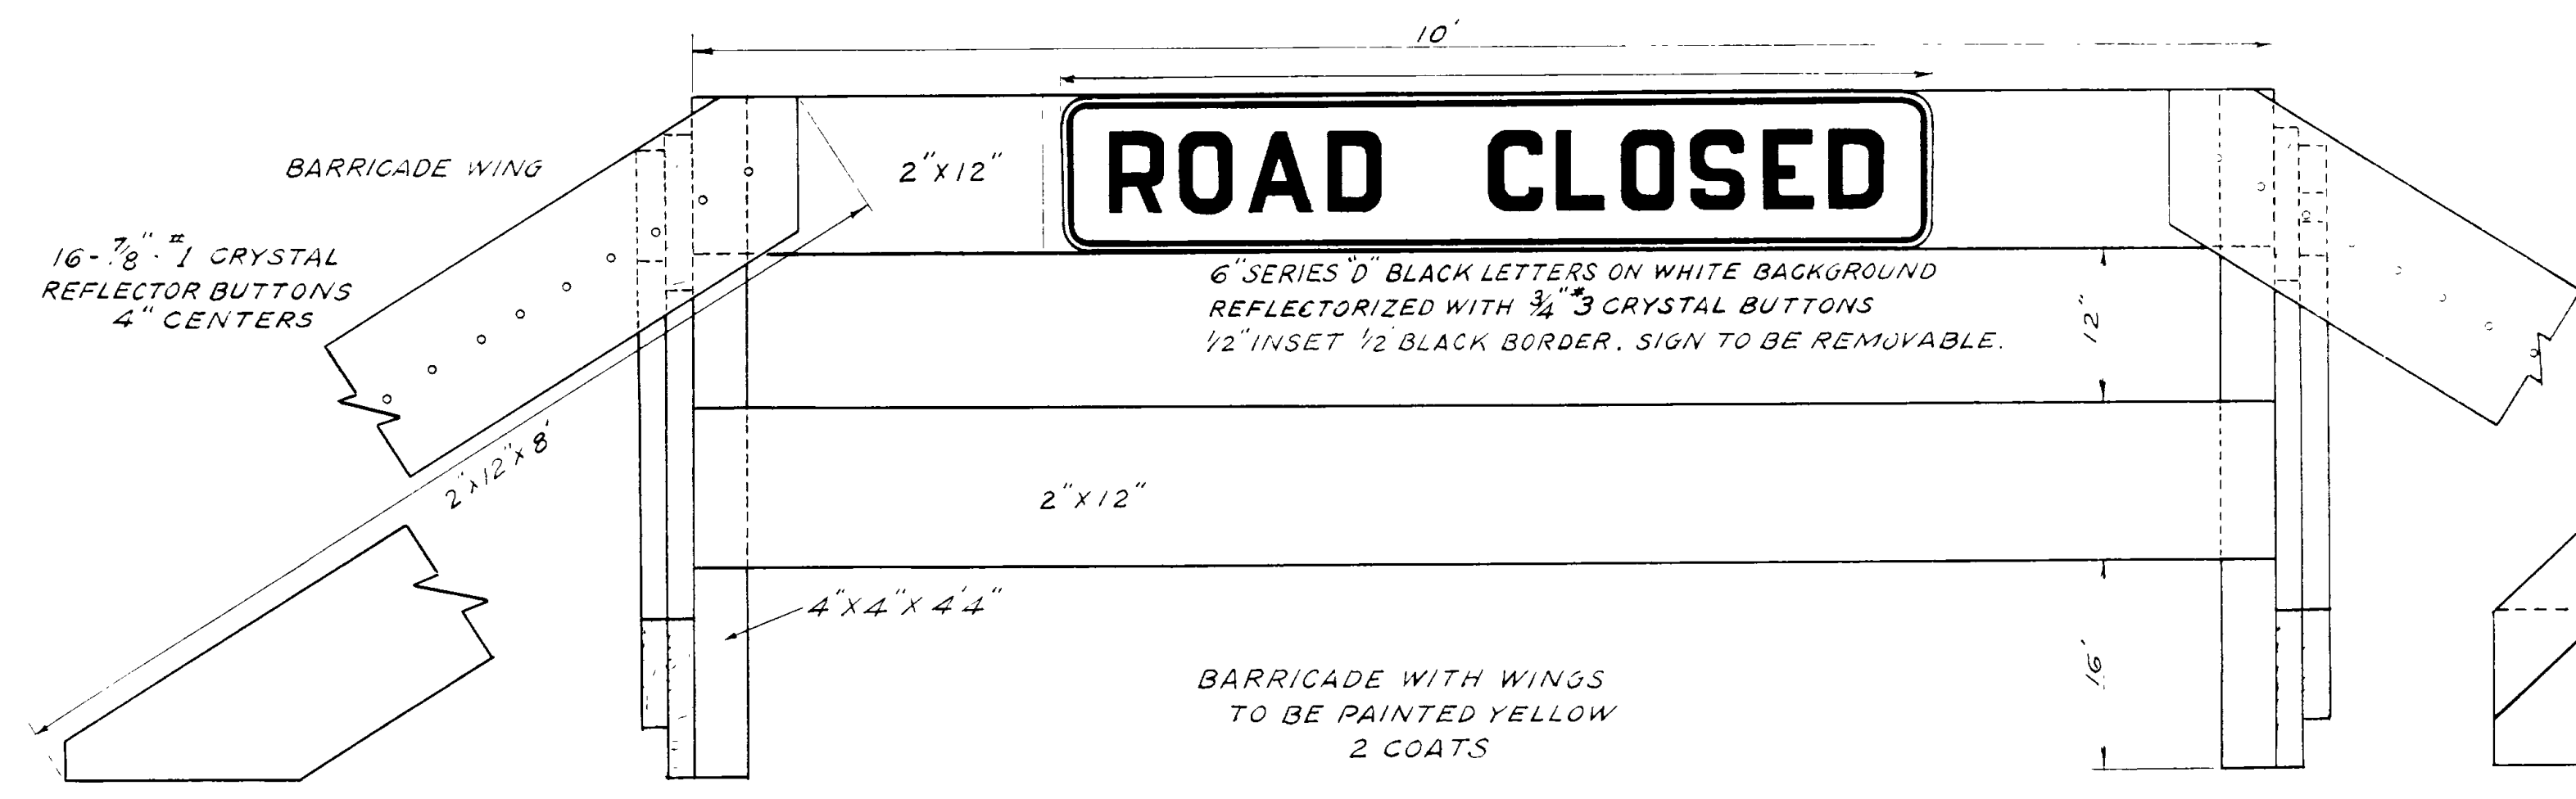 10'
ROAD CLOSED
BARRICADE WING
2"X12"
16-7/8"·#1 CRYSTAL
REFLECTOR BUTTONS
4" CENTERS
6" SERIES "D" BLACK LETTERS ON WHITE BACKGROUND
REFLECTORIZED WITH 3/4" #3 CRYSTAL BUTTONS
1/2" INSET 1/2' BLACK BORDER. SIGN TO BE REMOVABLE.
12"
2"x12"x8'
2"X12"
4"X4"X4'4"
16'
BARRICADE WITH WINGS
TO BE PAINTED YELLOW
2 COATS